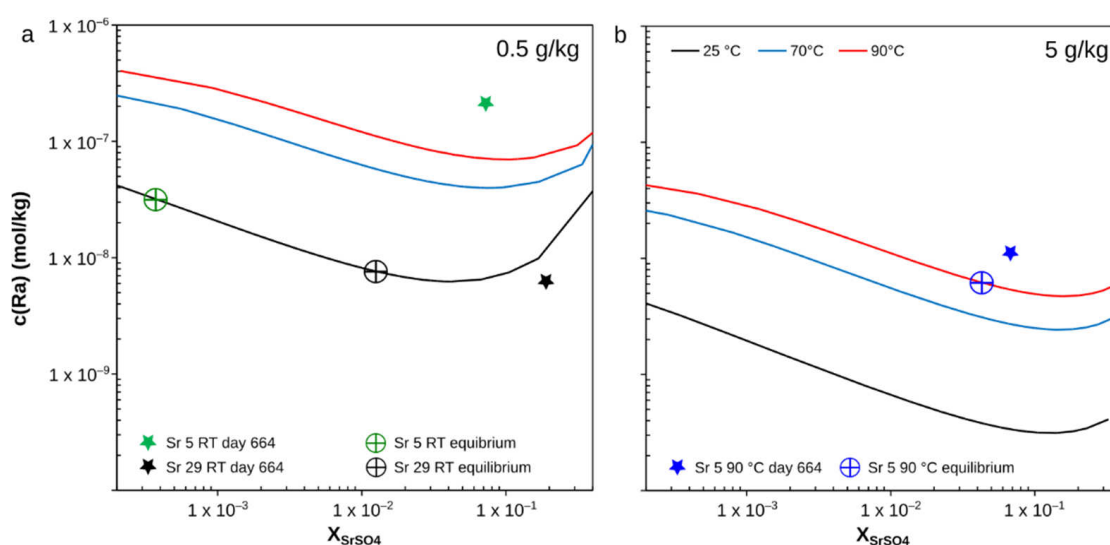 a
0.5 g/kg
1 x 10⁻⁶
1 x 10⁻⁷
1 x 10⁻⁸
1 x 10⁻⁹
c(Ra) (mol/kg)
Sr 5 RT day 664
Sr 5 RT equibrium
Sr 29 RT day 664
Sr 29 RT equilibrium
1 x 10⁻³
1 x 10⁻²
1 x 10⁻¹
X_SrSO4
b
25 °C
70°C
90°C
5 g/kg
Sr 5 90 °C day 664
Sr 5 90 °C equilibrium
1 x 10⁻³
1 x 10⁻²
1 x 10⁻¹
X_SrSO4